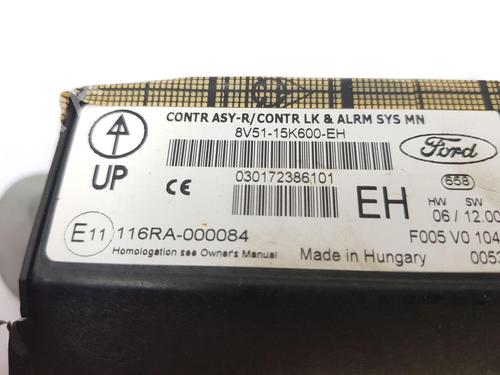 CONTR ASY-R/CONTR LK & ALRM SYS MN
8V51-15K600-EH
Ford
UP
CE
030172386101
EH
658
HW SW
06 / 12.00
E11 116RA-000084
F005 V0 104
Homologation see Owner's Manual
Made in Hungary
0053